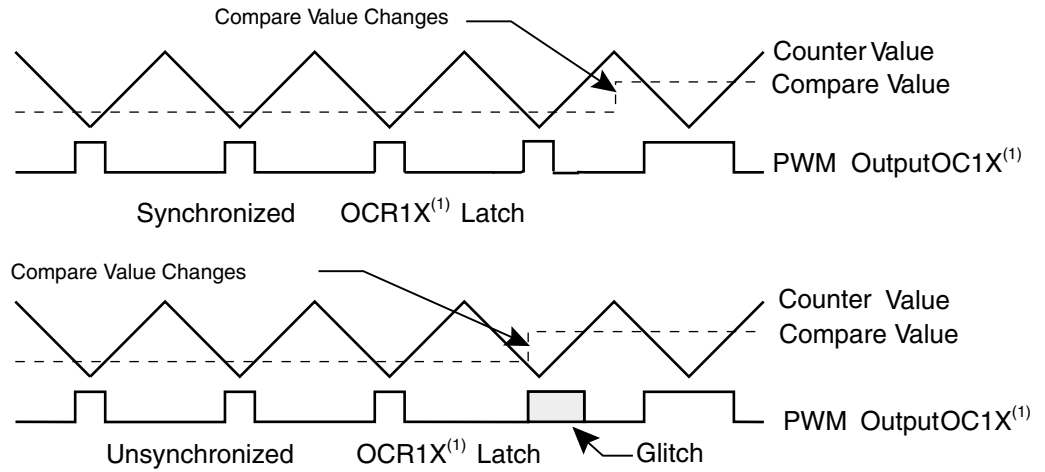 Compare Value Changes
Counter Value
Compare Value
PWM OutputOC1X(1)
Synchronized OCR1X(1) Latch
Compare Value Changes
Counter Value
Compare Value
PWM OutputOC1X(1)
Unsynchronized OCR1X(1) Latch
Glitch